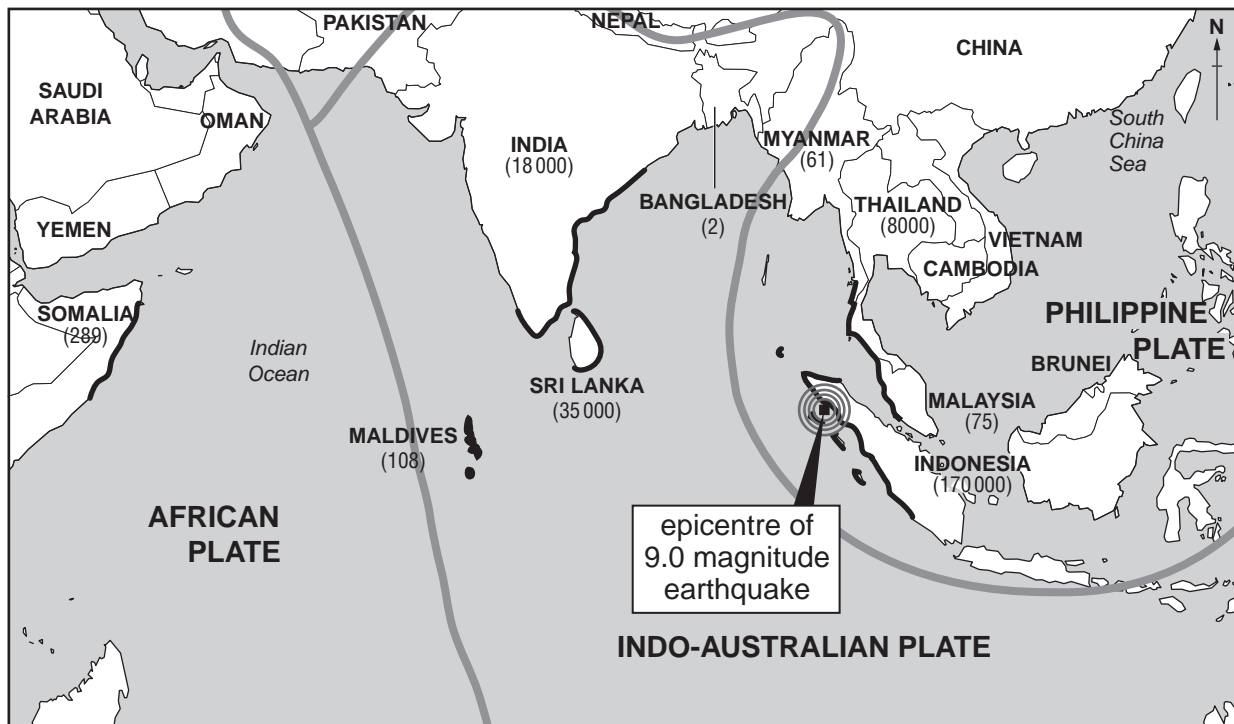 PAKISTAN
NEPAL
CHINA
N
SAUDI
ARABIA
OMAN
South
China
Sea
INDIA
(18 000)
MYANMAR
(61)
BANGLADESH
(2)
THAILAND
(8000)
YEMEN
VIETNAM
CAMBODIA
SOMALIA
(289)
PHILIPPINE
PLATE
Indian
Ocean
BRUNEI
SRI LANKA
(35 000)
MALAYSIA
(75)
MALDIVES
(108)
INDONESIA
(170 000)
AFRICAN
PLATE
epicentre of
9.0 magnitude
earthquake
INDO-AUSTRALIAN PLATE